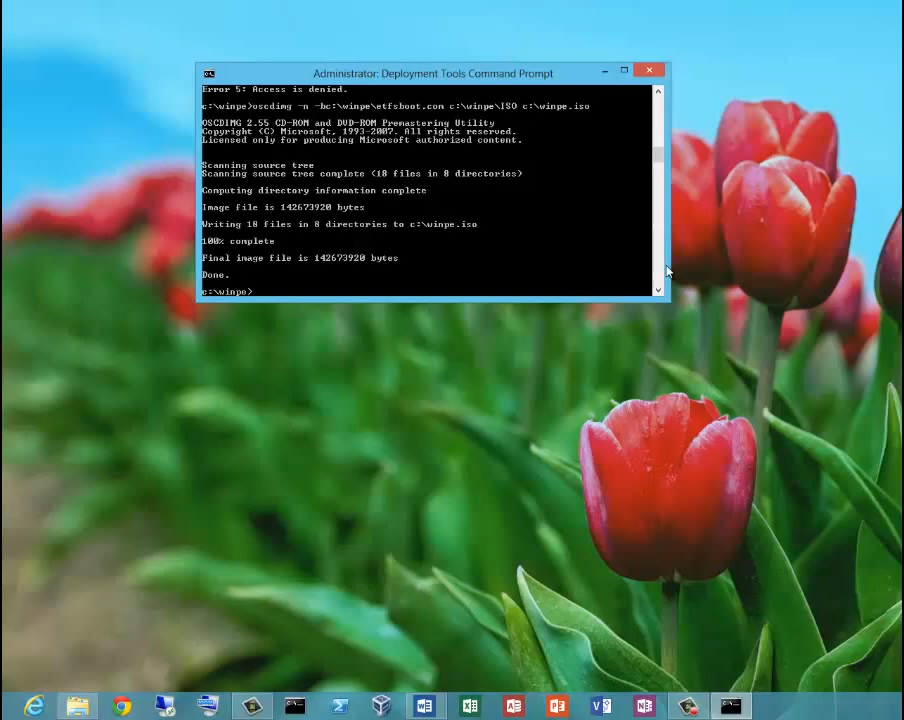 Administrator: Deployment Tools Command Prompt
Error 5: Access is denied.
c:\winpe>oscdimg -n -bc:\winpe\etfsboot.com c:\winpe\ISO c:\winpe.iso
OSCDIMG 2.55 CD-ROM and DVD-ROM Premastering Utility
Copyright (C) Microsoft, 1993-2007. All rights reserved.
Licensed only for producing Microsoft authorized content.
Scanning source tree
Scanning source tree complete (18 files in 8 directories)
Computing directory information complete
Image file is 142673920 bytes
Writing 18 files in 8 directories to c:\winpe.iso
100% complete
Final image file is 142673920 bytes
Done.
c:\winpe>